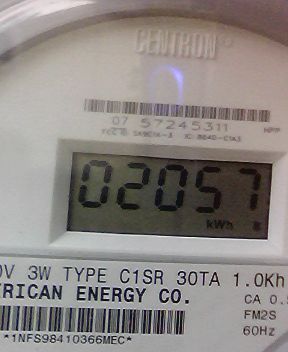 CENTRON®
07 57245311 HPP
02057
kWh
0V 3W TYPE C1SR 30TA 1.0Kh
RICAN ENERGY CO.
CA 0.
FM2S
*1NFS98410366MEC*
60Hz